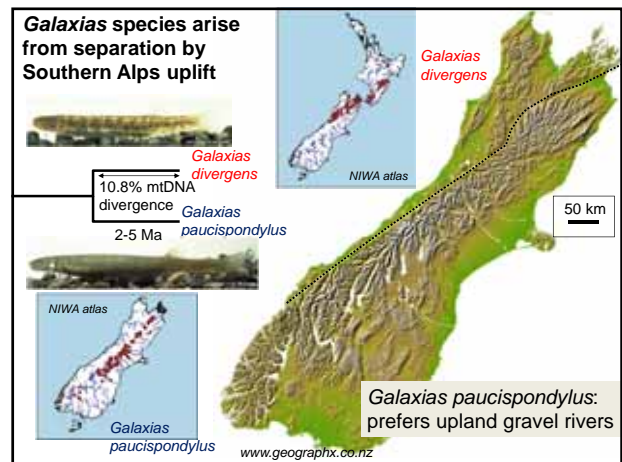 Galaxias species arise
from separation by
Southern Alps uplift
Galaxias
divergens
NIWA atlas
Galaxias
divergens
10.8% mtDNA
divergence
Galaxias
paucispondylus
2-5 Ma
50 km
NIWA atlas
Galaxias
paucispondylus
Galaxias paucispondylus:
prefers upland gravel rivers
www.geographx.co.nz